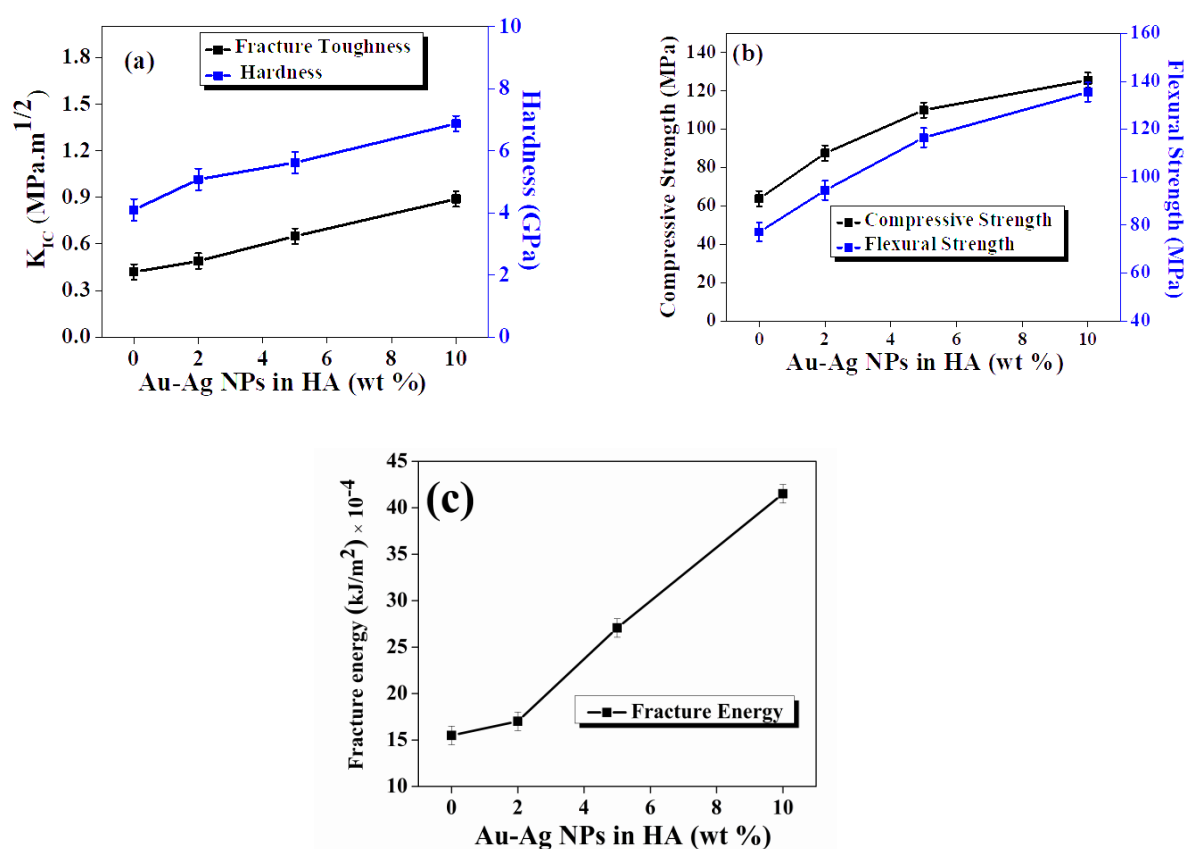 (a)
Fracture Toughness
Hardness
K_IC (MPa.m^1/2)
1.8
1.5
1.2
0.9
0.6
0.3
0.0
Hardness (GPa)
10
8
6
4
2
0
0 2 4 6 8 10
Au-Ag NPs in HA (wt %)
(b)
Compressive Strength (MPa)
140
120
100
80
60
40
20
0
Compressive Strength
Flexural Strength
Flexural Strength
(MPa)
160
140
120
100
80
60
40
0 2 4 6 8 10
Au-Ag NPs in HA (wt %)
(c)
Fracture energy (kJ/m²) × 10⁻⁴
45
40
35
30
25
20
15
10
Fracture Energy
0 2 4 6 8 10
Au-Ag NPs in HA (wt %)